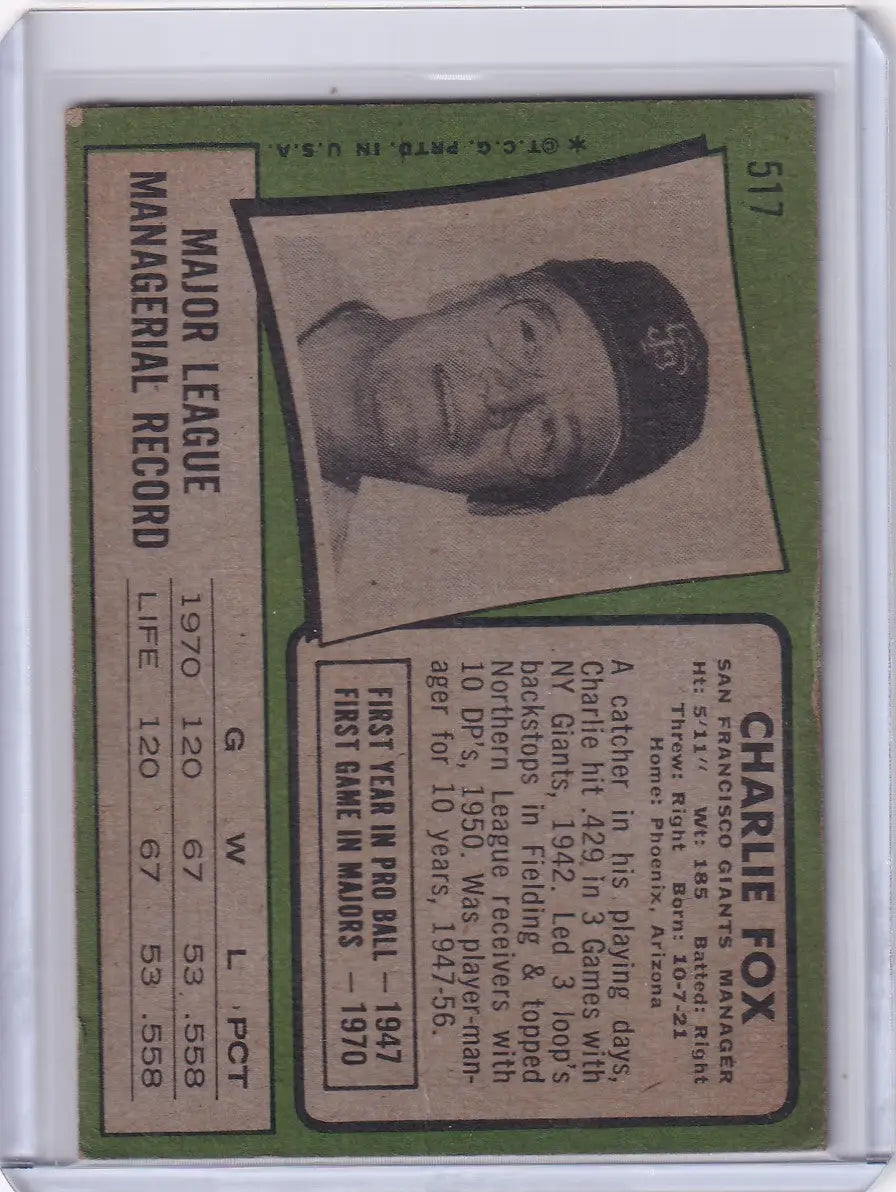 517
CHARLIE FOX
SAN FRANCISCO GIANTS MANAGER
Ht: 5'11" Wt: 185 Batted: Right
Threw: Right Born: 10-7-21
Home: Phoenix, Arizona
A catcher in his playing days,
Charlie hit .429 in 3 Games with
NY Giants, 1942. Led 3 loop's
backstops in Fielding & topped
Northern League receivers with
10 DP's, 1950. Was player-man-
ager for 10 years, 1947-56.
FIRST YEAR IN PRO BALL — 1947
FIRST GAME IN MAJORS — 1970
SF
*©T.C.G. PRTD. IN U.S.A.
MAJOR LEAGUE
MANAGERIAL RECORD
G W L PCT
1970 120 67 53 .558
LIFE 120 67 53 .558